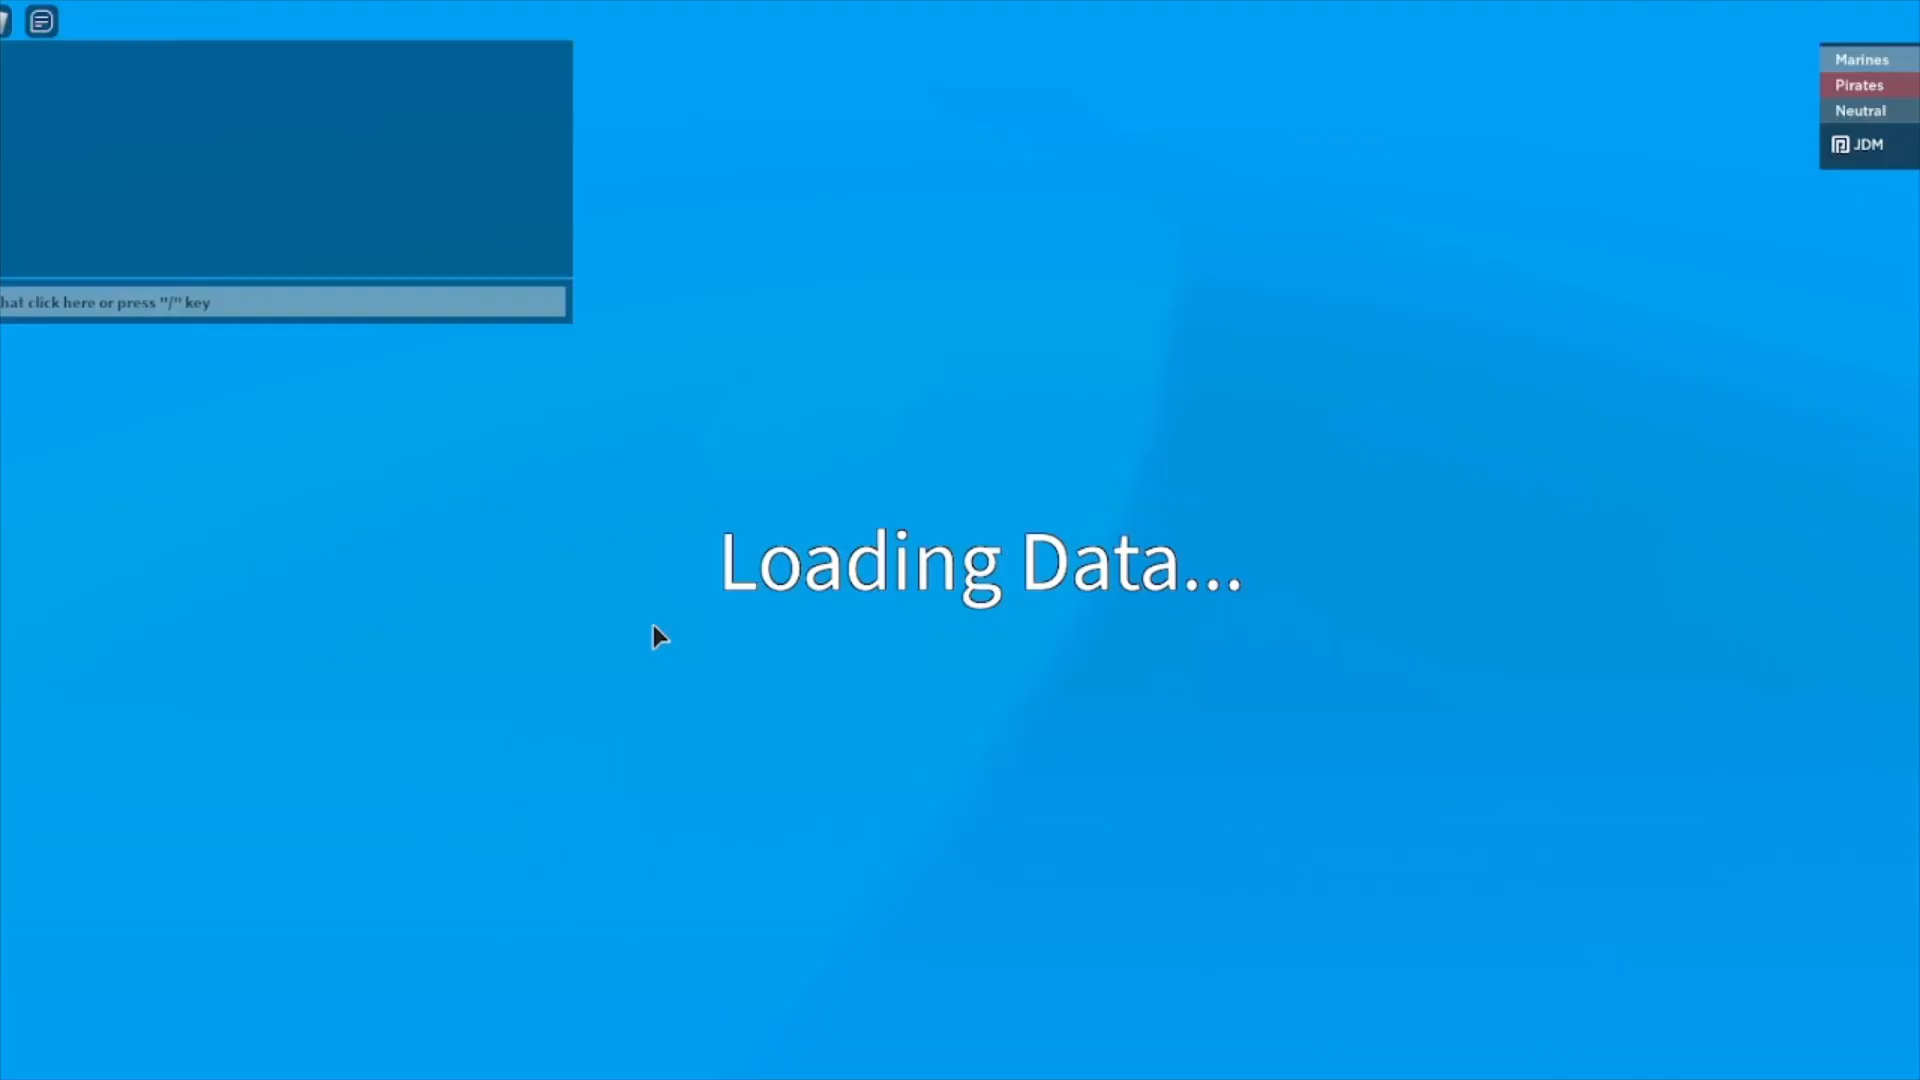 Marines
Pirates
Neutral
JDM
hat click here or press "/" key
Loading Data...